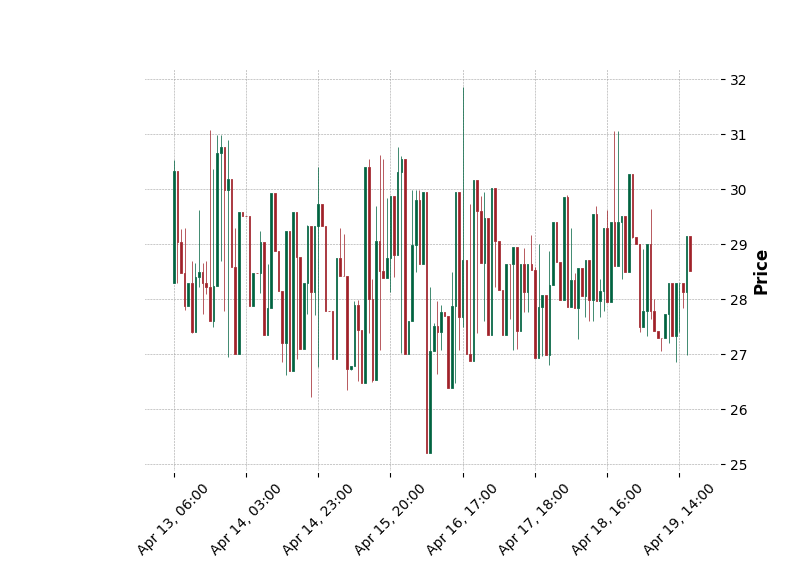 32
31
30
29
28
27
26
25
Price
Apr 13, 06:00
Apr 14, 03:00
Apr 14, 23:00
Apr 15, 20:00
Apr 16, 17:00
Apr 17, 18:00
Apr 18, 16:00
Apr 19, 14:00